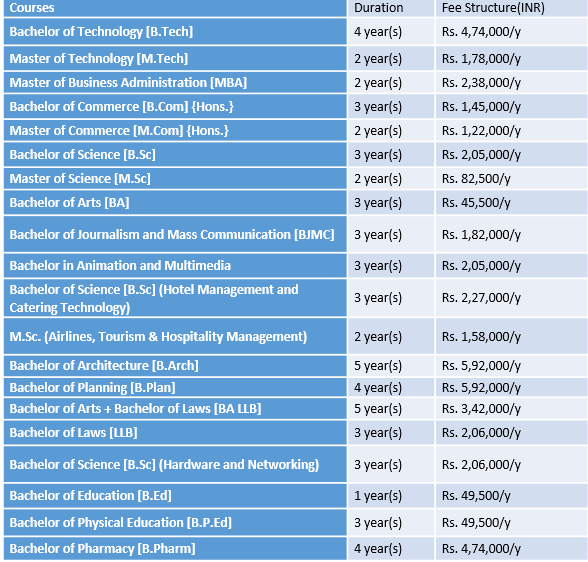 Courses Duration Fee Structure(INR)
Bachelor of Technology [B.Tech] 4 year(s) Rs. 4,74,000/y
Master of Technology [M.Tech] 2 year(s) Rs. 1,78,000/y
Master of Business Administration [MBA] 2 year(s) Rs. 2,38,000/y
Bachelor of Commerce [B.Com] {Hons.} 3 year(s) Rs. 1,45,000/y
Master of Commerce [M.Com] {Hons.} 2 year(s) Rs. 1,22,000/y
Bachelor of Science [B.Sc] 3 year(s) Rs. 2,05,000/y
Master of Science [M.Sc] 2 year(s) Rs. 82,500/y
Bachelor of Arts [BA] 3 year(s) Rs. 45,500/y
Bachelor of Journalism and Mass Communication [BJMC] 3 year(s) Rs. 1,82,000/y
Bachelor in Animation and Multimedia 3 year(s) Rs. 2,05,000/y
Bachelor of Science [B.Sc] (Hotel Management and
Catering Technology) 3 year(s) Rs. 2,27,000/y
M.Sc. (Airlines, Tourism & Hospitality Management) 2 year(s) Rs. 1,58,000/y
Bachelor of Architecture [B.Arch] 5 year(s) Rs. 5,92,000/y
Bachelor of Planning [B.Plan] 4 year(s) Rs. 5,92,000/y
Bachelor of Arts + Bachelor of Laws [BA LLB] 5 year(s) Rs. 3,42,000/y
Bachelor of Laws [LLB] 3 year(s) Rs. 2,06,000/y
Bachelor of Science [B.Sc] (Hardware and Networking) 3 year(s) Rs. 2,06,000/y
Bachelor of Education [B.Ed] 1 year(s) Rs. 49,500/y
Bachelor of Physical Education [B.P.Ed] 3 year(s) Rs. 49,500/y
Bachelor of Pharmacy [B.Pharm] 4 year(s) Rs. 4,74,000/y